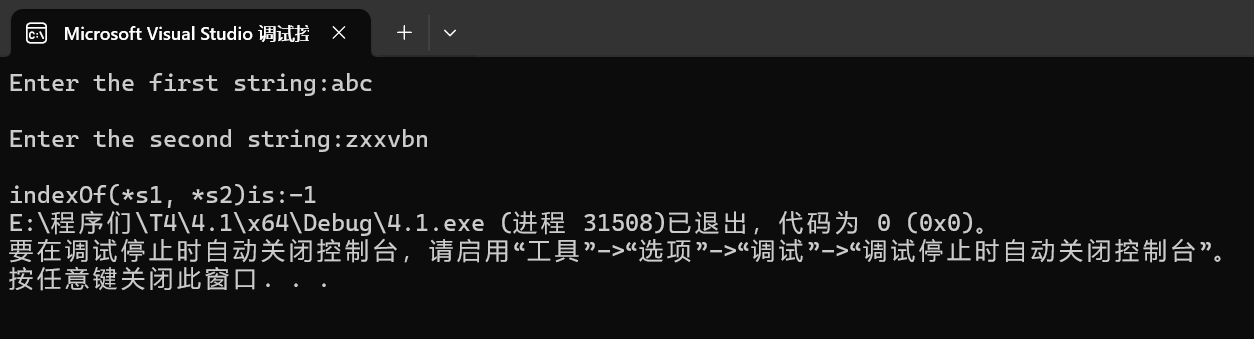 Microsoft Visual Studio 调试控
Enter the first string:abc
Enter the second string:zxxvbn
indexOf(*s1, *s2)is:-1
E:\程序们\T4\4.1\x64\Debug\4.1.exe (进程 31508)已退出，代码为 0 (0x0)。
要在调试停止时自动关闭控制台，请启用“工具”->“选项”->“调试”->“调试停止时自动关闭控制台”。
按任意键关闭此窗口. . .